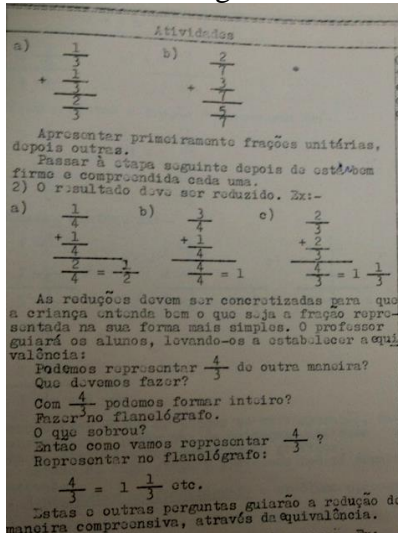 Atividades
a) 1/3 b) 2/7
+ 1/3 + 3/7
2/3 5/7
Apresentar primeiramente frações unitárias,
depois outras.
Passar à etapa seguinte depois de estar bem
firme e compreendida cada uma.
2) O resultado deve ser reduzido. Ex:-
a) 1/4 b) 3/4 c) 2/3
+ 1/4 + 1/4 + 2/3
2/4 = 1/2 4/4 = 1 4/3 = 1 1/3
As reduções devem ser concretizadas para que
a criança entenda bem o que seja a fração repre-
sentada na sua forma mais simples. O professor
guiará os alunos, levando-os a estabelecer a equi
valência:
Podemos representar 4/3 de outra maneira?
Que devemos fazer?
Com 4/3 podemos formar inteiro?
Fazer no flanelógrafo.
O que sobrou?
Então como vamos representar 4/3 ?
Representar no flanelógrafo:
4/3 = 1 1/3 etc.
Estas e outras perguntas guiarão a redução de
maneira compreensiva, através da equivalência.